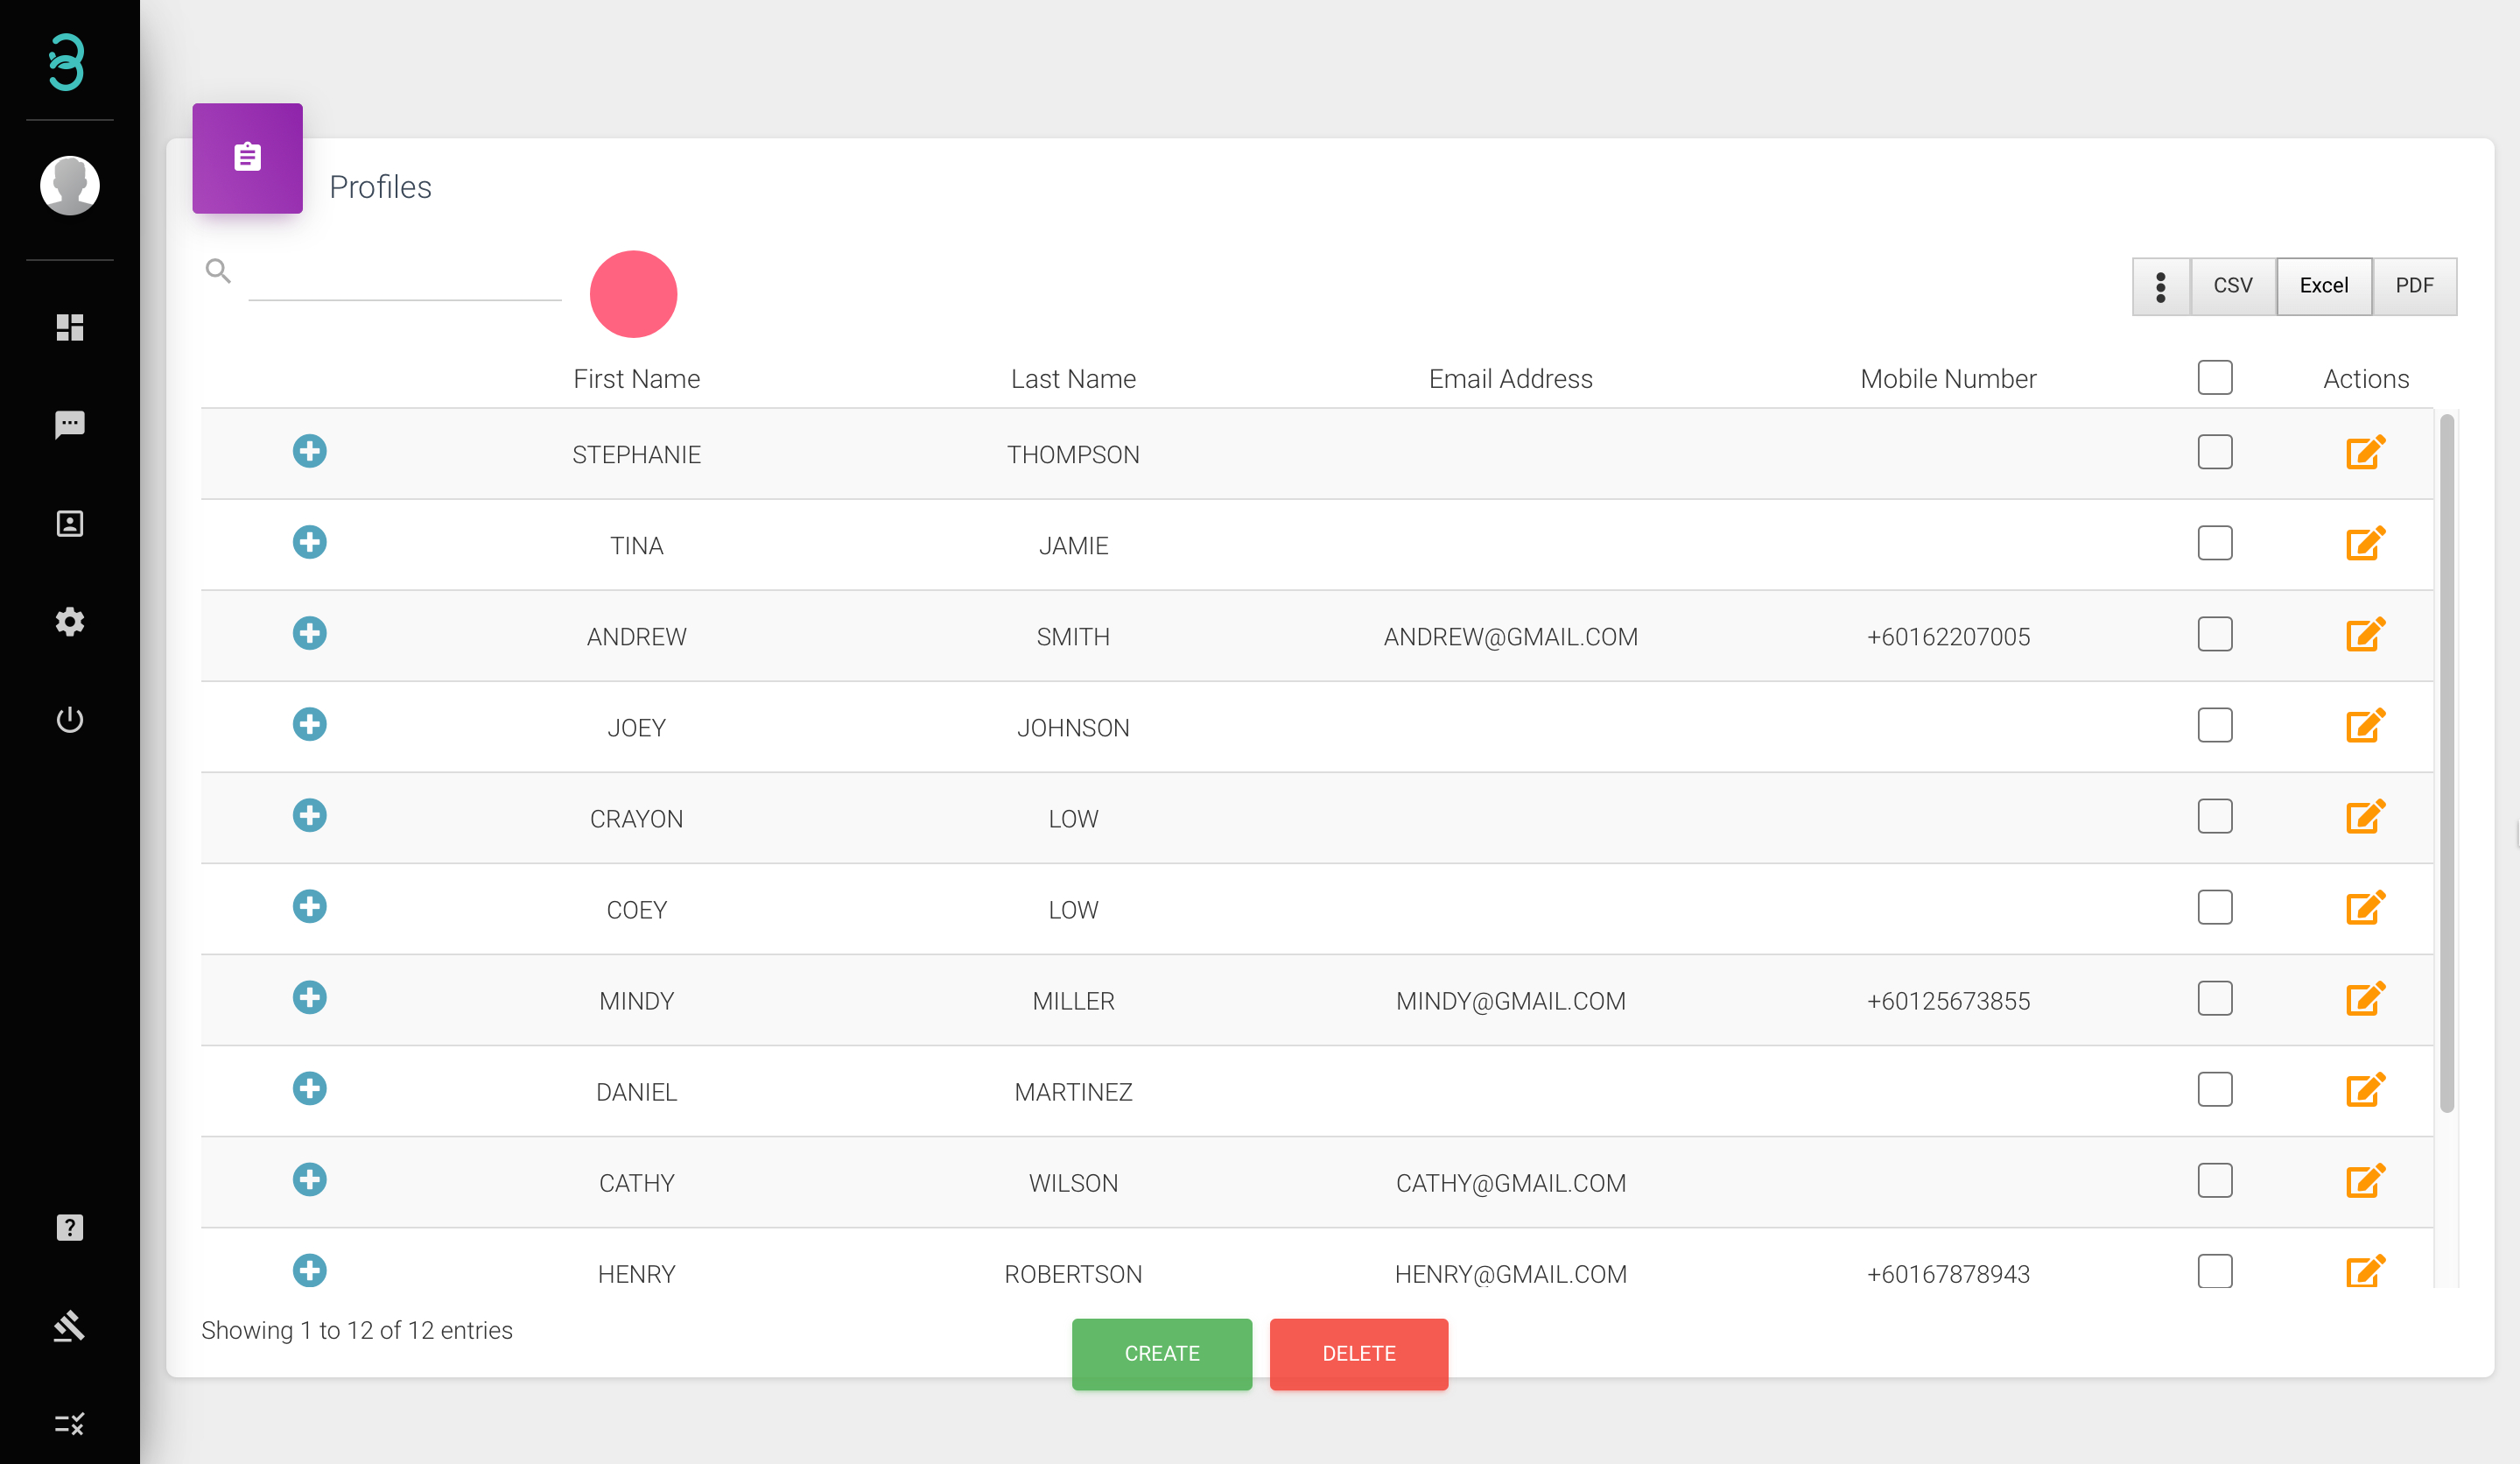 Profiles
CSV Excel PDF
First Name Last Name Email Address Mobile Number Actions
STEPHANIE THOMPSON
TINA JAMIE
ANDREW SMITH ANDREW@GMAIL.COM +60162207005
JOEY JOHNSON
CRAYON LOW
COEY LOW
MINDY MILLER MINDY@GMAIL.COM +60125673855
DANIEL MARTINEZ
CATHY WILSON CATHY@GMAIL.COM
HENRY ROBERTSON HENRY@GMAIL.COM +60167878943
Showing 1 to 12 of 12 entries
CREATE DELETE